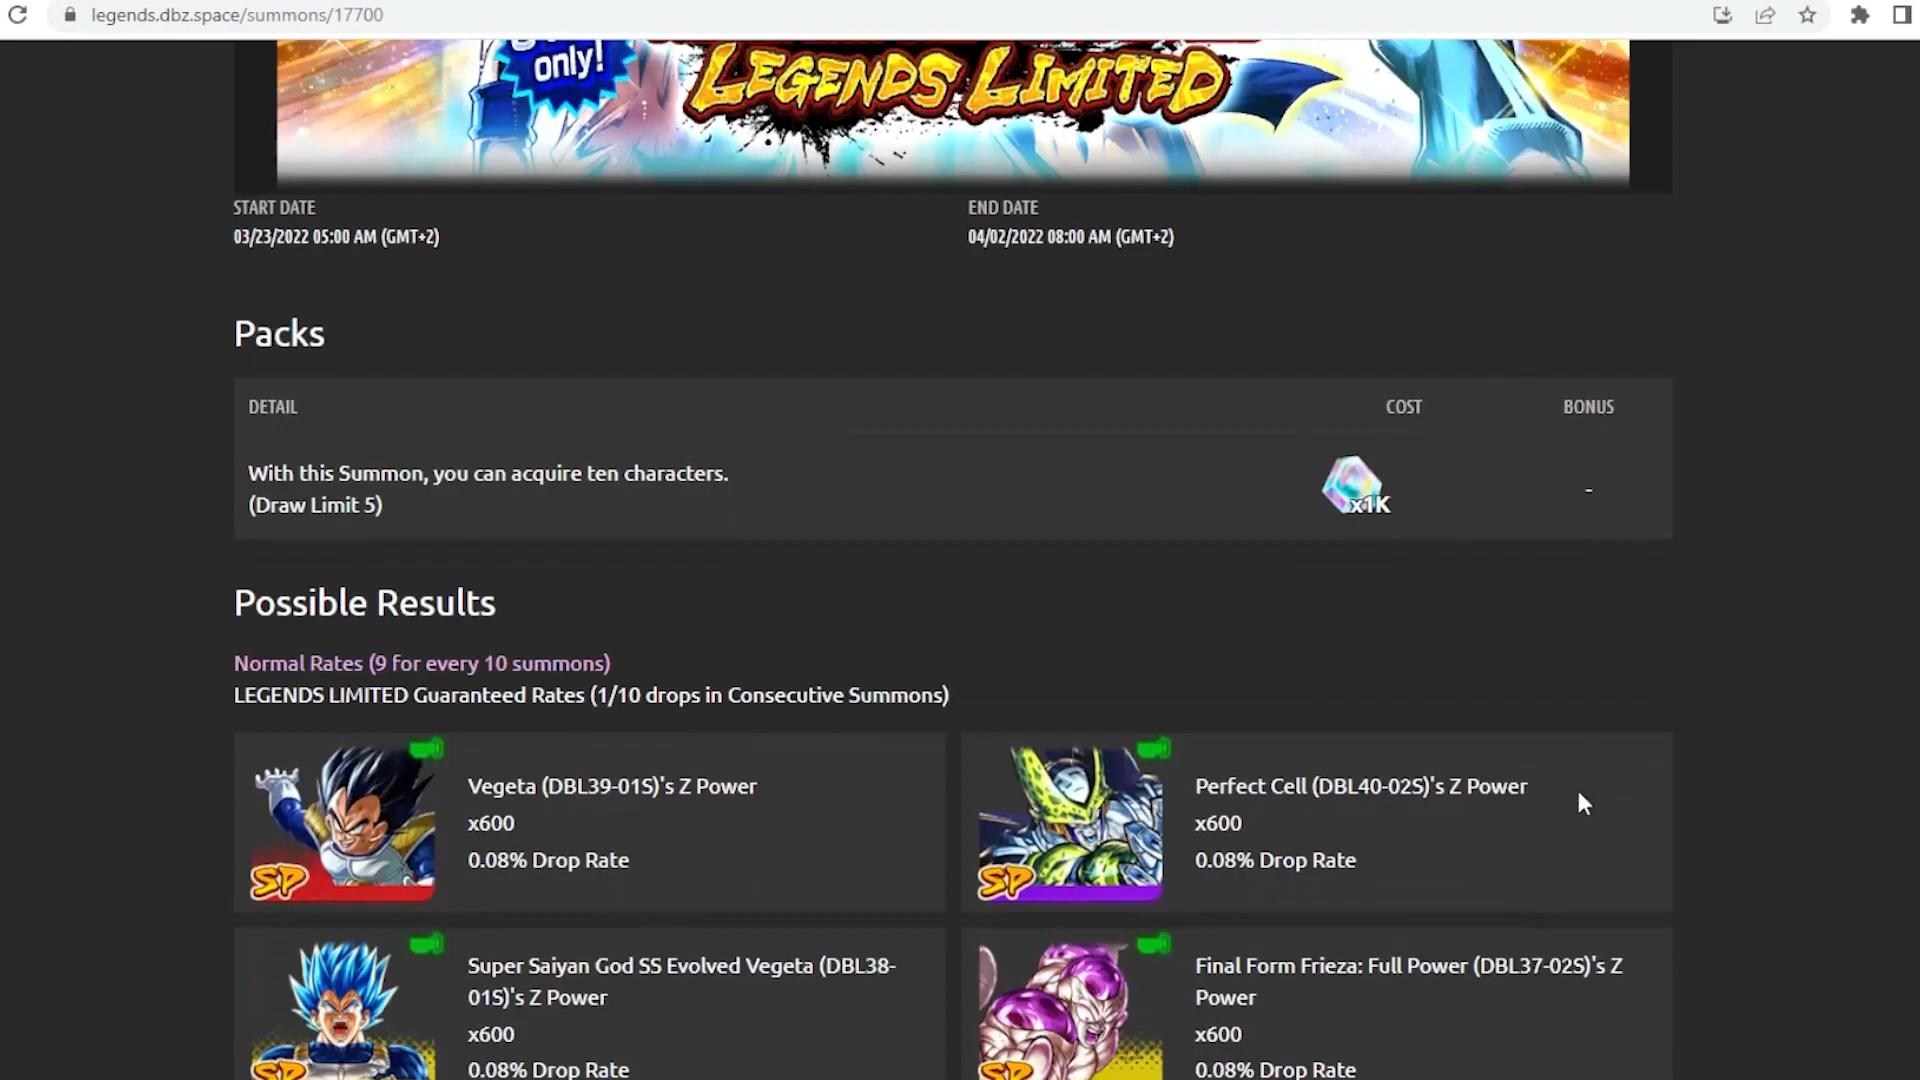 legends.dbz.space/summons/17700
only!
LEGENDS LIMITED
START DATE
03/23/2022 05:00 AM (GMT+2)
END DATE
04/02/2022 08:00 AM (GMT+2)
Packs
DETAIL
COST
BONUS
With this Summon, you can acquire ten characters.
(Draw Limit 5)
x1K
-
Possible Results
Normal Rates (9 for every 10 summons)
LEGENDS LIMITED Guaranteed Rates (1/10 drops in Consecutive Summons)
SP
Vegeta (DBL39-01S)'s Z Power
x600
0.08% Drop Rate
SP
Perfect Cell (DBL40-02S)'s Z Power
x600
0.08% Drop Rate
SP
Super Saiyan God SS Evolved Vegeta (DBL38-
01S)'s Z Power
x600
0.08% Drop Rate
SP
Final Form Frieza: Full Power (DBL37-02S)'s Z
Power
x600
0.08% Drop Rate